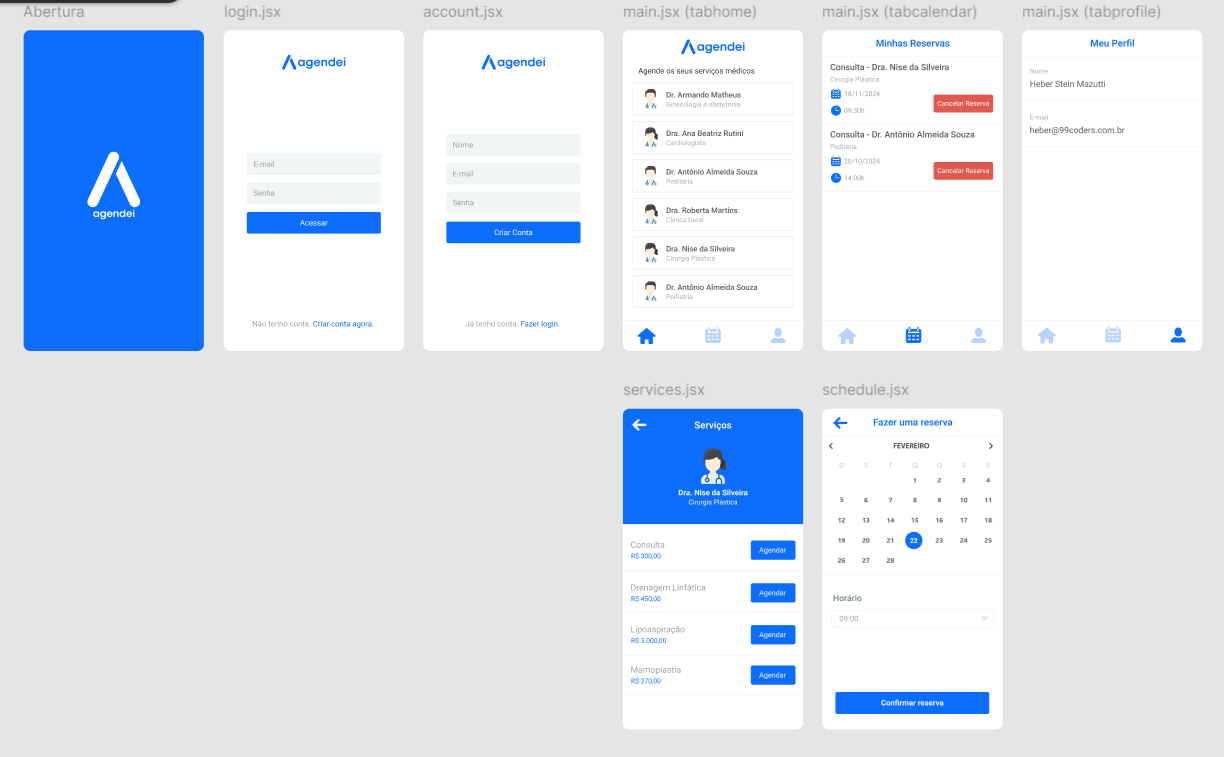 Abertura
agendei
login.jsx
agendei
E-mail
Senha
Acessar
Não tenho conta. Criar conta agora.
account.jsx
agendei
Nome
E-mail
Senha
Criar Conta
Já tenho conta. Fazer login.
main.jsx (tabhome)
agendei
Agende os seus serviços médicos
Dr. Armando Matheus
Ginecologia e obstetrícia
Dra. Ana Beatriz Rutini
Cardiologista
Dr. Antônio Almeida Souza
Pediatria
Dra. Roberta Martins
Clínica Geral
Dra. Nise da Silveira
Cirurgia Plástica
Dr. Antônio Almeida Souza
Pediatria
main.jsx (tabcalendar)
Minhas Reservas
Consulta - Dra. Nise da Silveira
Cirurgia Plástica
18/11/2024
09:30h
Cancelar Reserva
Consulta - Dr. Antônio Almeida Souza
Pediatria
20/10/2024
14:00h
Cancelar Reserva
main.jsx (tabprofile)
Meu Perfil
Nome
Heber Stein Mazutti
E-mail
heber@99coders.com.br
services.jsx
Serviços
Dra. Nise da Silveira
Cirurgia Plástica
Consulta
R$ 300,00
Agendar
Drenagem Linfática
R$ 450,00
Agendar
Lipoaspiração
R$ 3.000,00
Agendar
Mamoplastia
R$ 270,00
Agendar
schedule.jsx
Fazer uma reserva
FEVEREIRO
D S T Q Q S S
1 2 3 4
5 6 7 8 9 10 11
12 13 14 15 16 17 18
19 20 21 22 23 24 25
26 27 28
Horário
09:00
Confirmar reserva